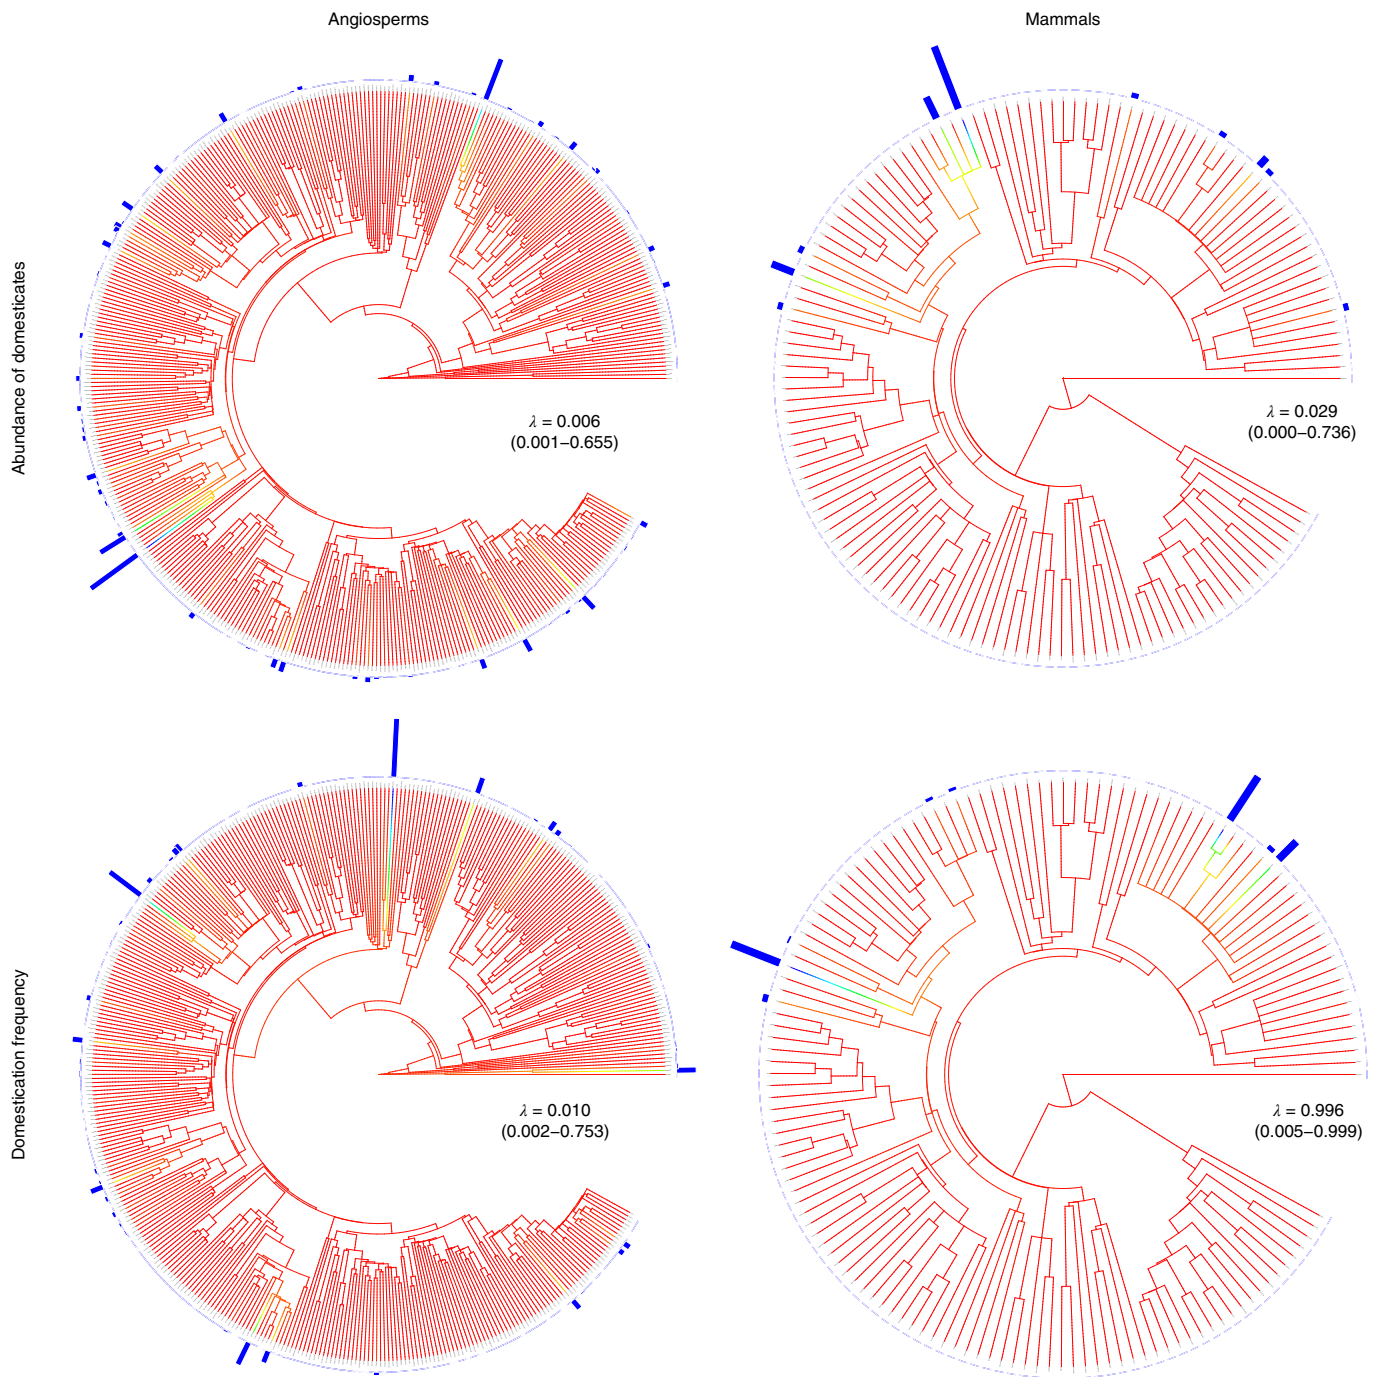 Angiosperms
Mammals
Abundance of domesticates
λ = 0.006
(0.001–0.655)
λ = 0.029
(0.000–0.736)
Domestication frequency
λ = 0.010
(0.002–0.753)
λ = 0.996
(0.005–0.999)